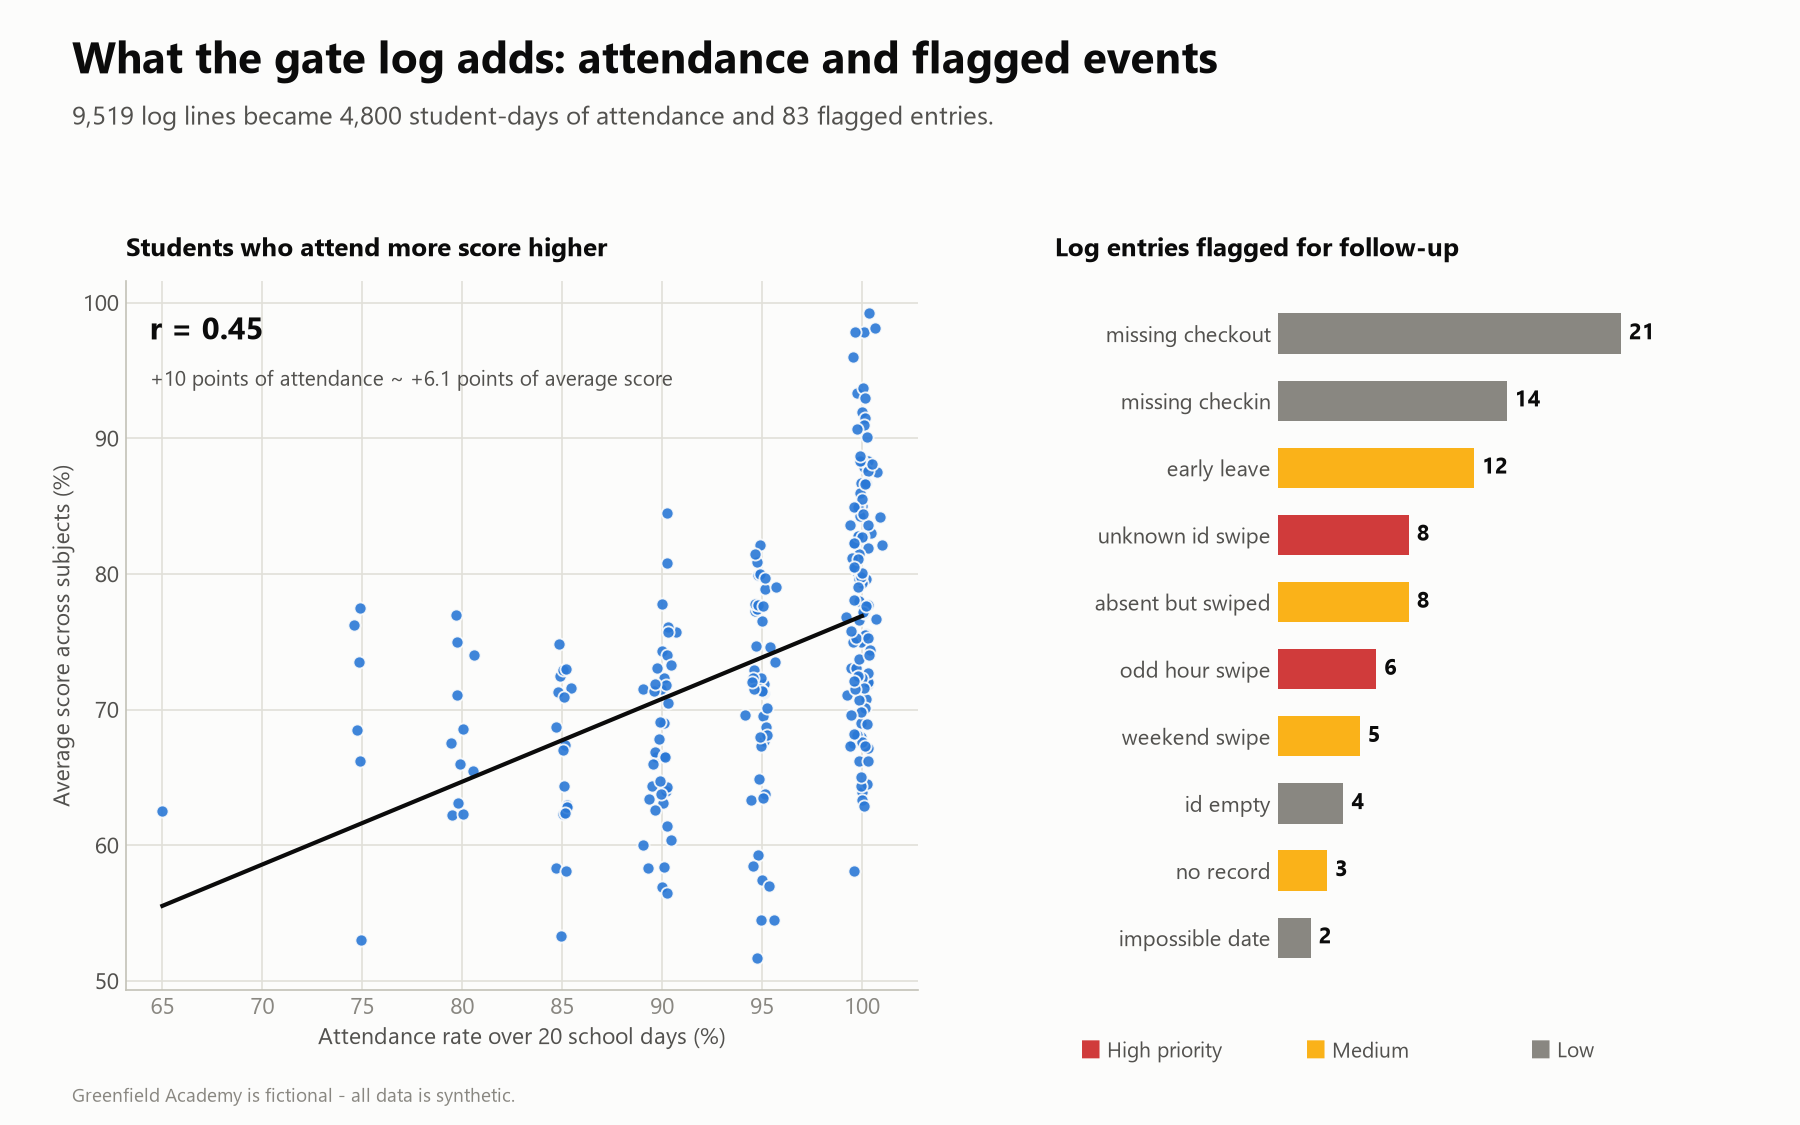 What the gate log adds: attendance and flagged events
9,519 log lines became 4,800 student-days of attendance and 83 flagged entries.
Students who attend more score higher
r = 0.45
+10 points of attendance ~ +6.1 points of average score
Average score across subjects (%)
100
90
80
70
60
50
65 70 75 80 85 90 95 100
Attendance rate over 20 school days (%)
Log entries flagged for follow-up
missing checkout 21
missing checkin 14
early leave 12
unknown id swipe 8
absent but swiped 8
odd hour swipe 6
weekend swipe 5
id empty 4
no record 3
impossible date 2
High priority Medium Low
Greenfield Academy is fictional - all data is synthetic.